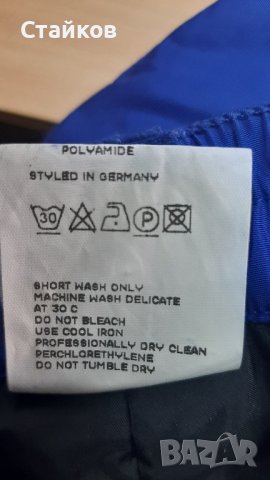 Стайков
POLYAMIDE
STYLED IN GERMANY
30 P
SHORT WASH ONLY
MACHINE WASH DELICATE
AT 30 C
DO NOT BLEACH
USE COOL IRON
PROFESSIONALLY DRY CLEAN
PERCHLORETHYLENE
DO NOT TUMBLE DRY
BAZAR